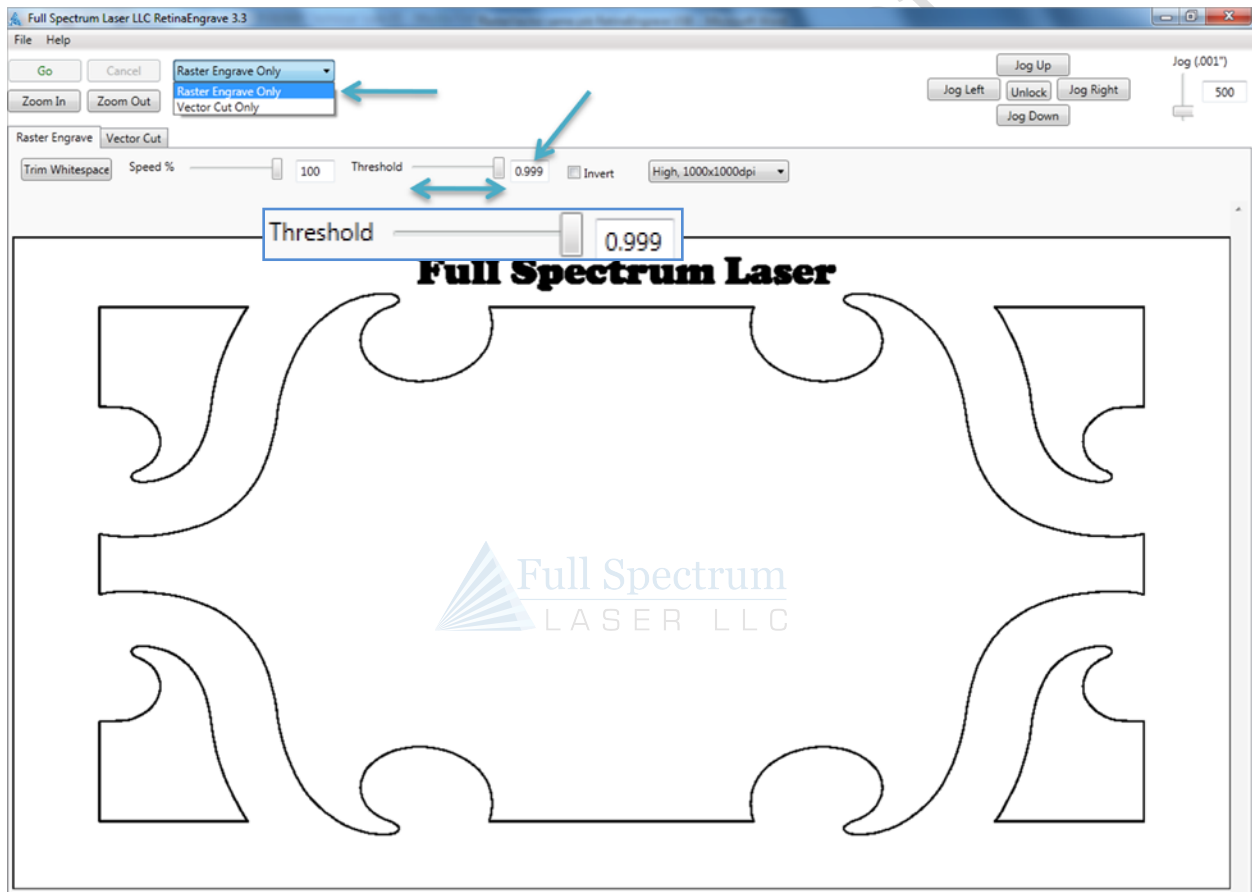 Full Spectrum Laser LLC RetinaEngrave 3.3
File Help
Go Cancel Raster Engrave Only Jog Up Jog (.001")
Raster Engrave Only
Zoom In Zoom Out Vector Cut Only Jog Left Unlock Jog Right 500
Jog Down
Raster Engrave Vector Cut
Trim Whitespace Speed % 100 Threshold 0.999 Invert High, 1000x1000dpi
Threshold 0.999
Full Spectrum Laser
Full Spectrum
LASER LLC